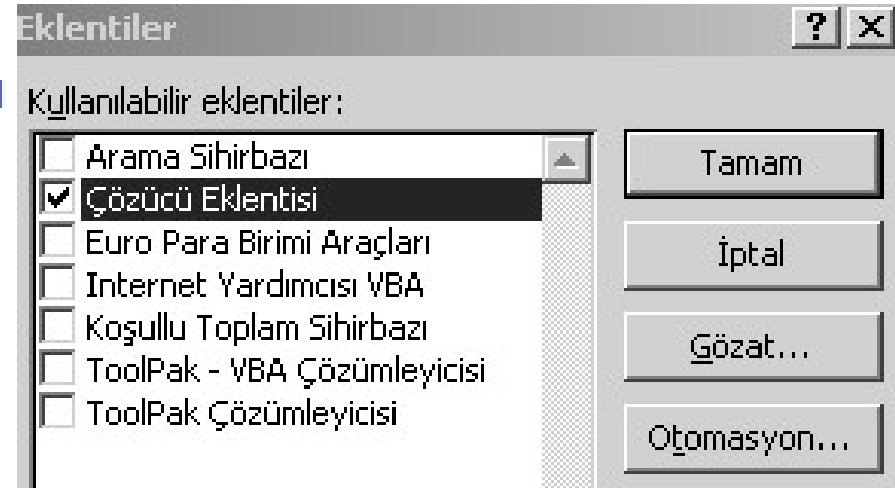 Eklentiler
Kullanılabilir eklentiler:
Arama Sihirbazı
Çözücü Eklentisi
Euro Para Birimi Araçları
Internet Yardımcısı VBA
Koşullu Toplam Sihirbazı
ToolPak - VBA Çözümleyicisi
ToolPak Çözümleyicisi
Tamam
İptal
Gözat...
Otomasyon...